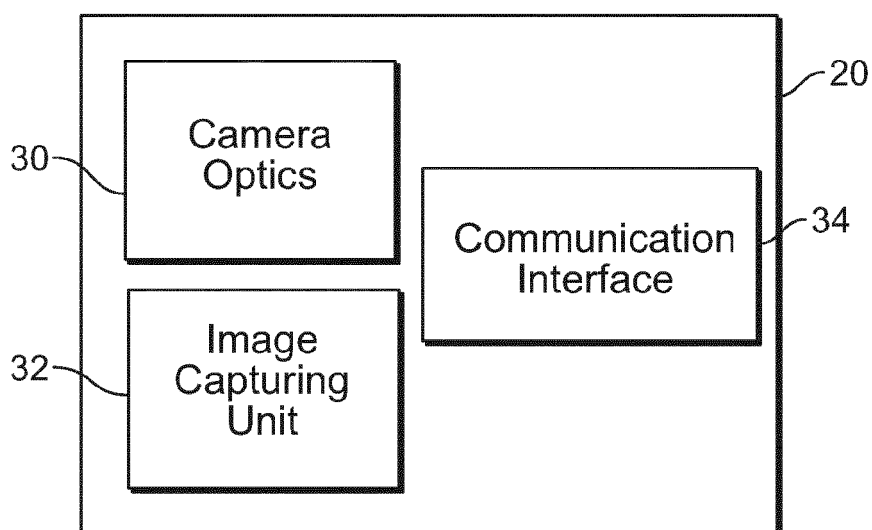 20
30
Camera
Optics
34
Communication
Interface
32
Image
Capturing
Unit